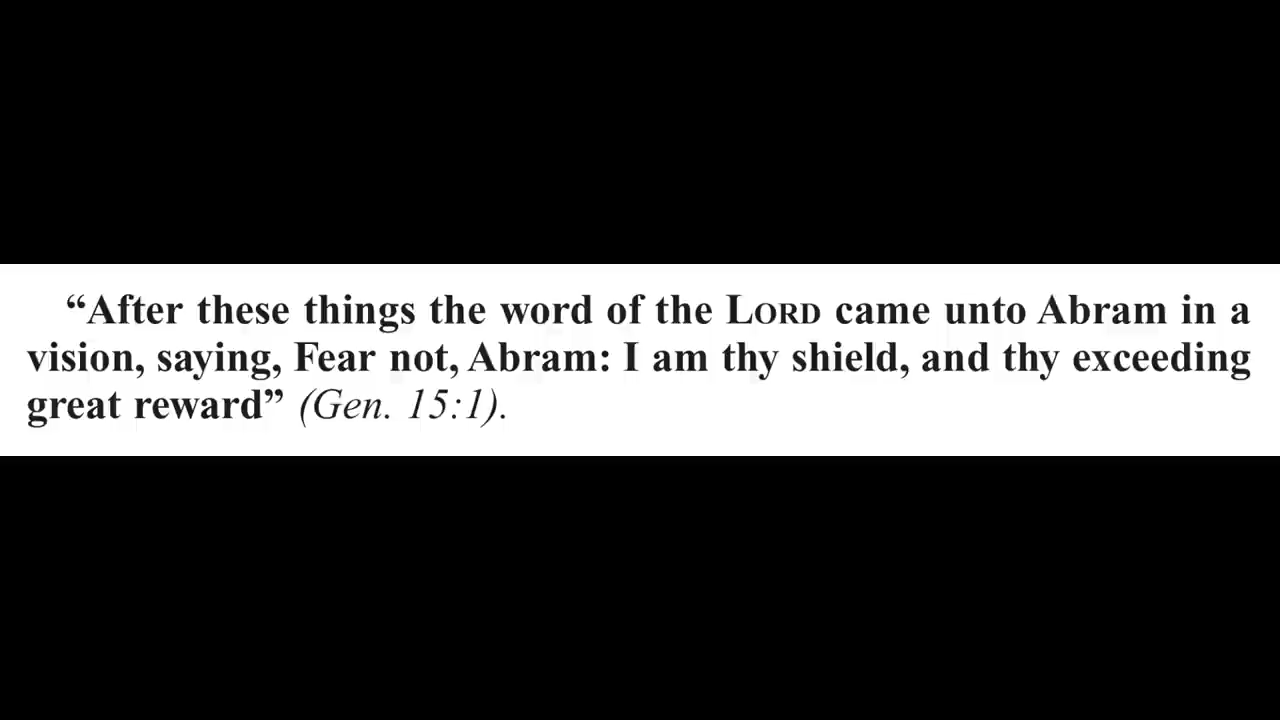 “After these things the word of the LORD came unto Abram in a
vision, saying, Fear not, Abram: I am thy shield, and thy exceeding
great reward” (Gen. 15:1).